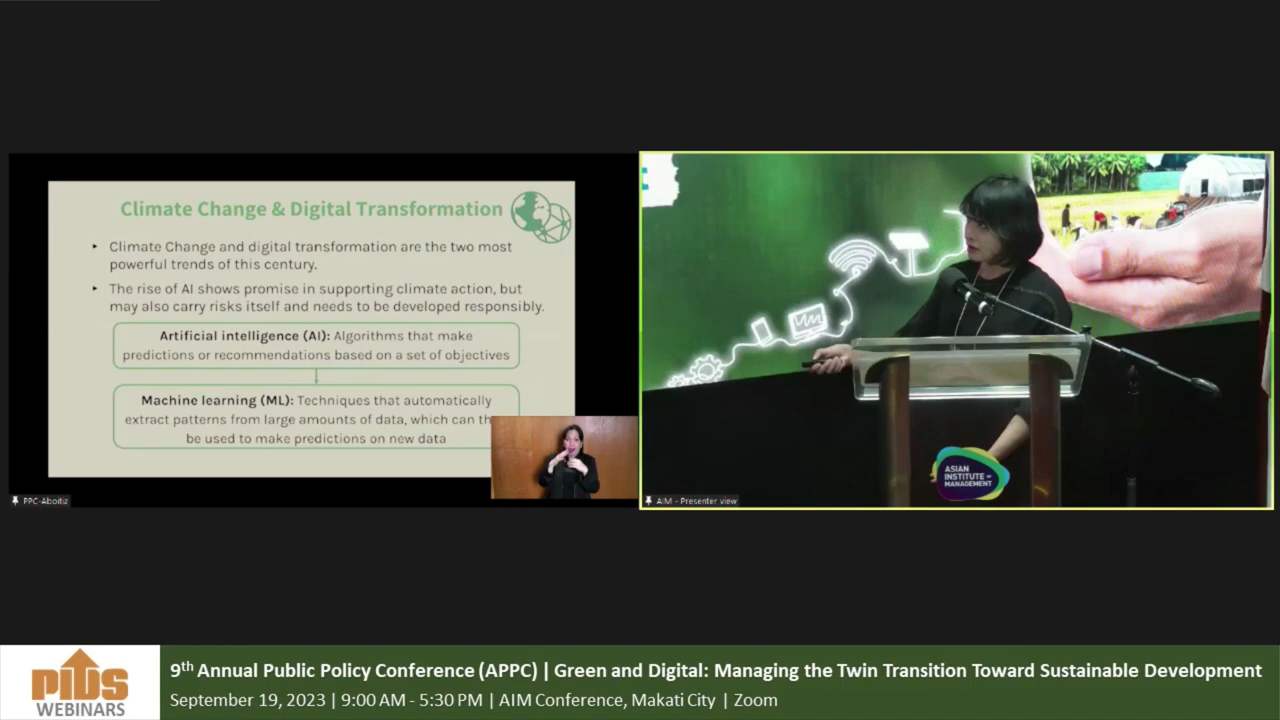 Climate Change & Digital Transformation
▸ Climate Change and digital transformation are the two most
powerful trends of this century.
▸ The rise of AI shows promise in supporting climate action, but
may also carry risks itself and needs to be developed responsibly.
Artificial intelligence (AI): Algorithms that make
predictions or recommendations based on a set of objectives
Machine learning (ML): Techniques that automatically
extract patterns from large amounts of data, which can th
be used to make predictions on new data
PPC-Aboitiz
ASIAN
INSTITUTE OF
MANAGEMENT
AIM - Presenter view
PIDS
WEBINARS
9th Annual Public Policy Conference (APPC) | Green and Digital: Managing the Twin Transition Toward Sustainable Development
September 19, 2023 | 9:00 AM - 5:30 PM | AIM Conference, Makati City | Zoom